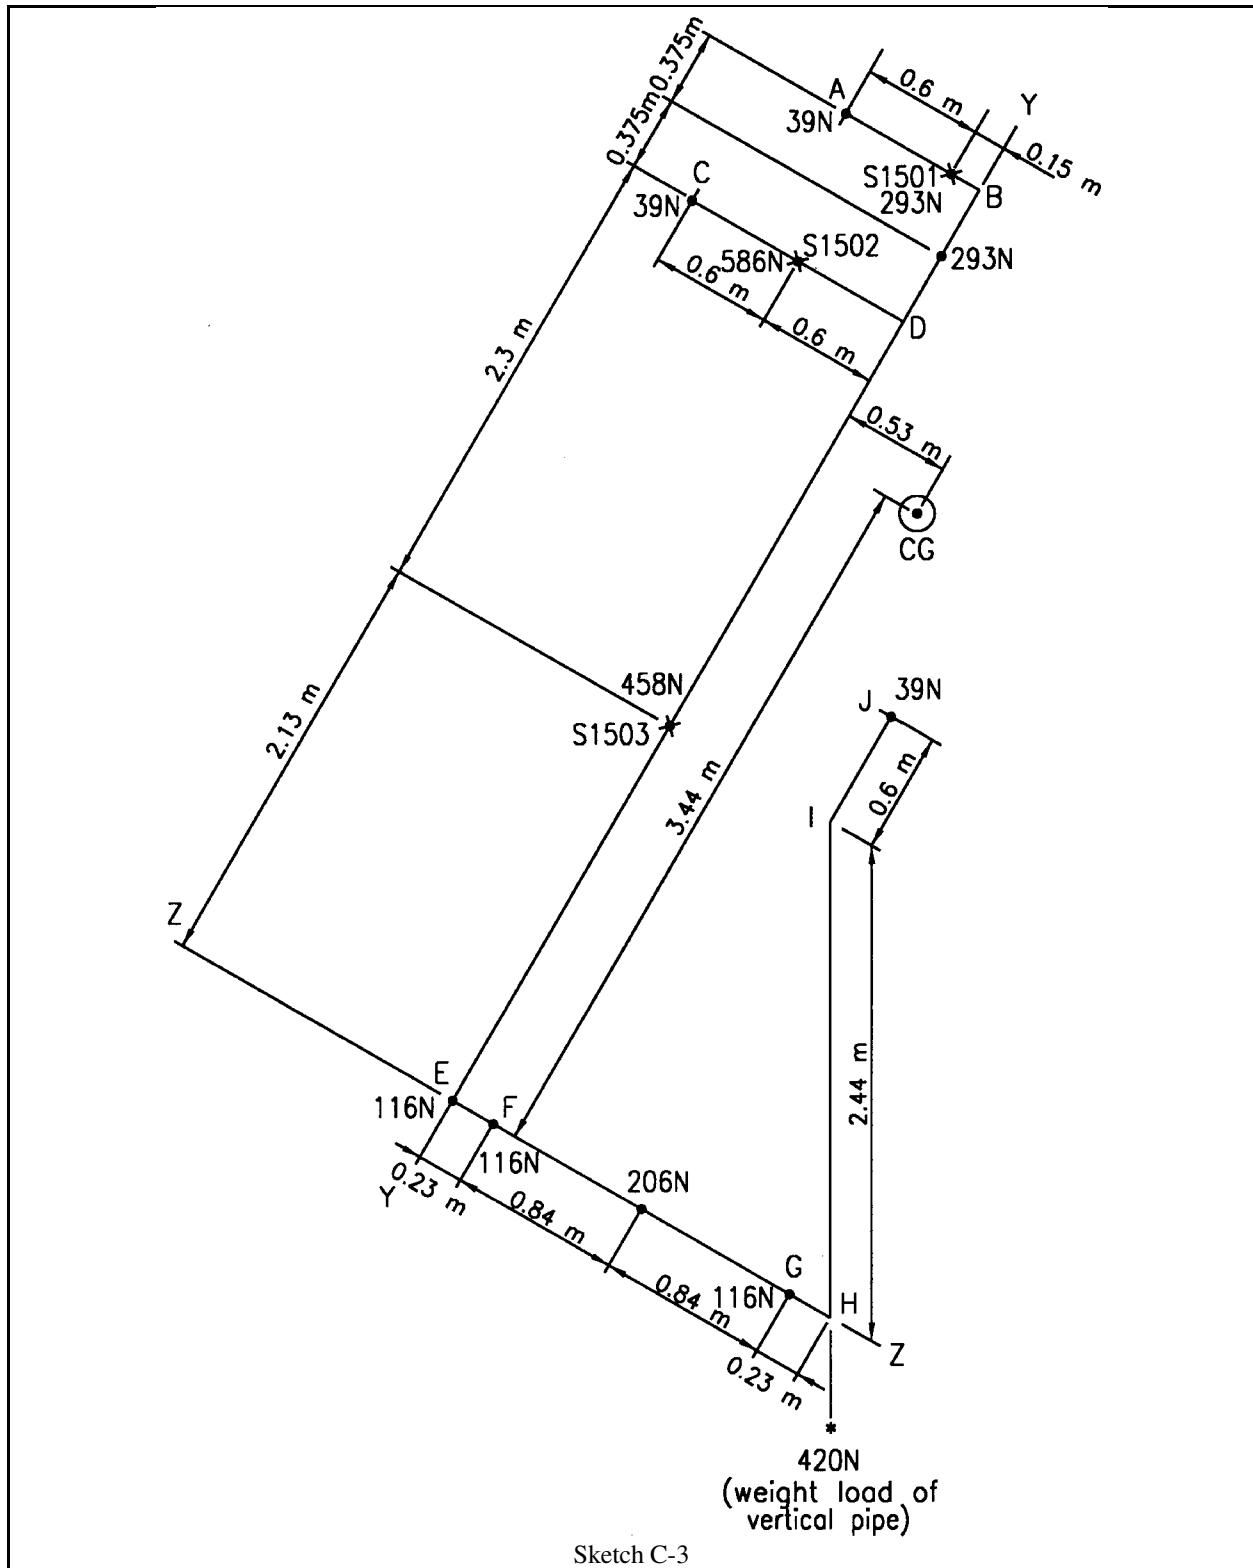 0.375m
0.6 m
A
Y
39N
0.375m
0.15 m
S1501
C
293N
B
39N
S1502
586N
293N
0.6 m
D
0.6 m
2.3 m
0.53 m
CG
458N
J
39N
S1503
2.13 m
3.44 m
0.6 m
I
Z
2.44 m
E
116N
F
116N
0.23 m
Y
206N
0.84 m
G
0.84 m
116N
H
Z
0.23 m
*
420N
(weight load of
vertical pipe)
Sketch C-3